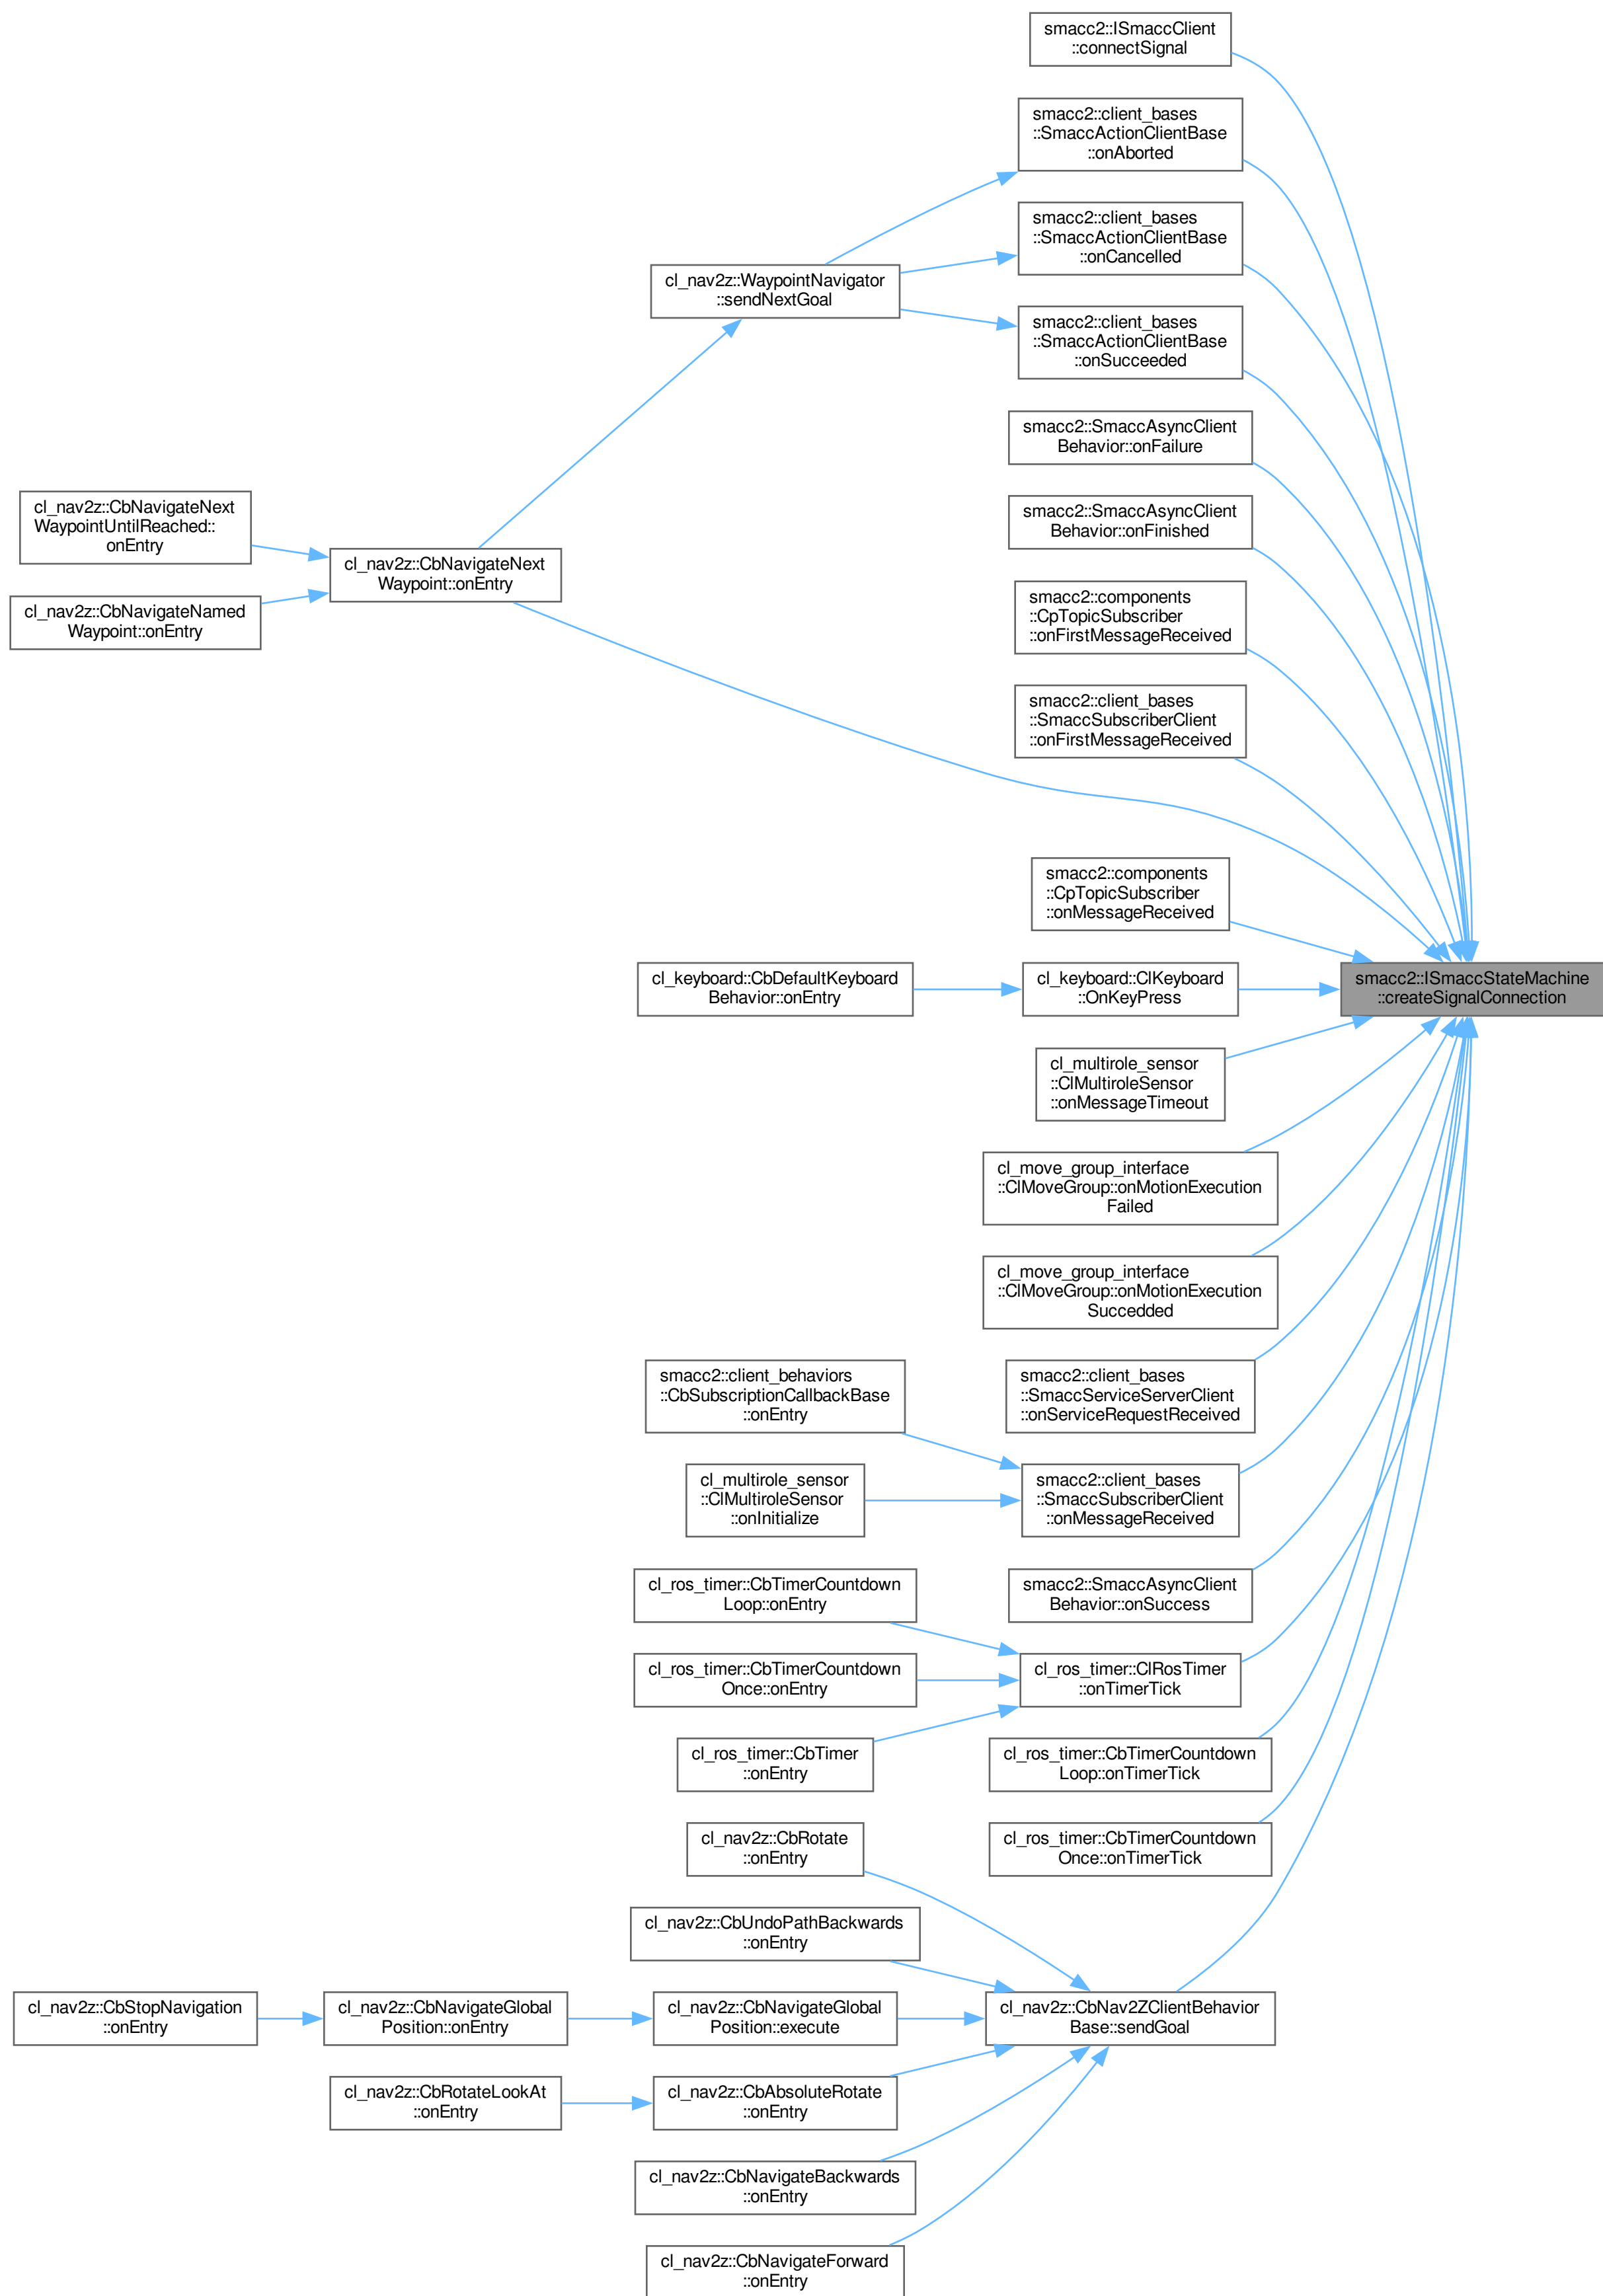 smacc2::ISmaccClient
::connectSignal
smacc2::client_bases
::SmaccActionClientBase
::onAborted
smacc2::client_bases
::SmaccActionClientBase
::onCancelled
cl_nav2z::WaypointNavigator
::sendNextGoal
smacc2::client_bases
::SmaccActionClientBase
::onSucceeded
smacc2::SmaccAsyncClient
Behavior::onFailure
cl_nav2z::CbNavigateNext
WaypointUntilReached::
onEntry
smacc2::SmaccAsyncClient
Behavior::onFinished
cl_nav2z::CbNavigateNext
Waypoint::onEntry
cl_nav2z::CbNavigateNamed
Waypoint::onEntry
smacc2::components
::CpTopicSubscriber
::onFirstMessageReceived
smacc2::client_bases
::SmaccSubscriberClient
::onFirstMessageReceived
smacc2::components
::CpTopicSubscriber
::onMessageReceived
cl_keyboard::CbDefaultKeyboard
Behavior::onEntry
cl_keyboard::ClKeyboard
::OnKeyPress
smacc2::ISmaccStateMachine
::createSignalConnection
cl_multirole_sensor
::ClMultiroleSensor
::onMessageTimeout
cl_move_group_interface
::ClMoveGroup::onMotionExecution
Failed
cl_move_group_interface
::ClMoveGroup::onMotionExecution
Succedded
smacc2::client_behaviors
::CbSubscriptionCallbackBase
::onEntry
smacc2::client_bases
::SmaccServiceServerClient
::onServiceRequestReceived
cl_multirole_sensor
::ClMultiroleSensor
::onInitialize
smacc2::client_bases
::SmaccSubscriberClient
::onMessageReceived
cl_ros_timer::CbTimerCountdown
Loop::onEntry
smacc2::SmaccAsyncClient
Behavior::onSuccess
cl_ros_timer::CbTimerCountdown
Once::onEntry
cl_ros_timer::ClRosTimer
::onTimerTick
cl_ros_timer::CbTimer
::onEntry
cl_ros_timer::CbTimerCountdown
Loop::onTimerTick
cl_nav2z::CbRotate
::onEntry
cl_ros_timer::CbTimerCountdown
Once::onTimerTick
cl_nav2z::CbUndoPathBackwards
::onEntry
cl_nav2z::CbStopNavigation
::onEntry
cl_nav2z::CbNavigateGlobal
Position::onEntry
cl_nav2z::CbNavigateGlobal
Position::execute
cl_nav2z::CbNav2ZClientBehavior
Base::sendGoal
cl_nav2z::CbRotateLookAt
::onEntry
cl_nav2z::CbAbsoluteRotate
::onEntry
cl_nav2z::CbNavigateBackwards
::onEntry
cl_nav2z::CbNavigateForward
::onEntry